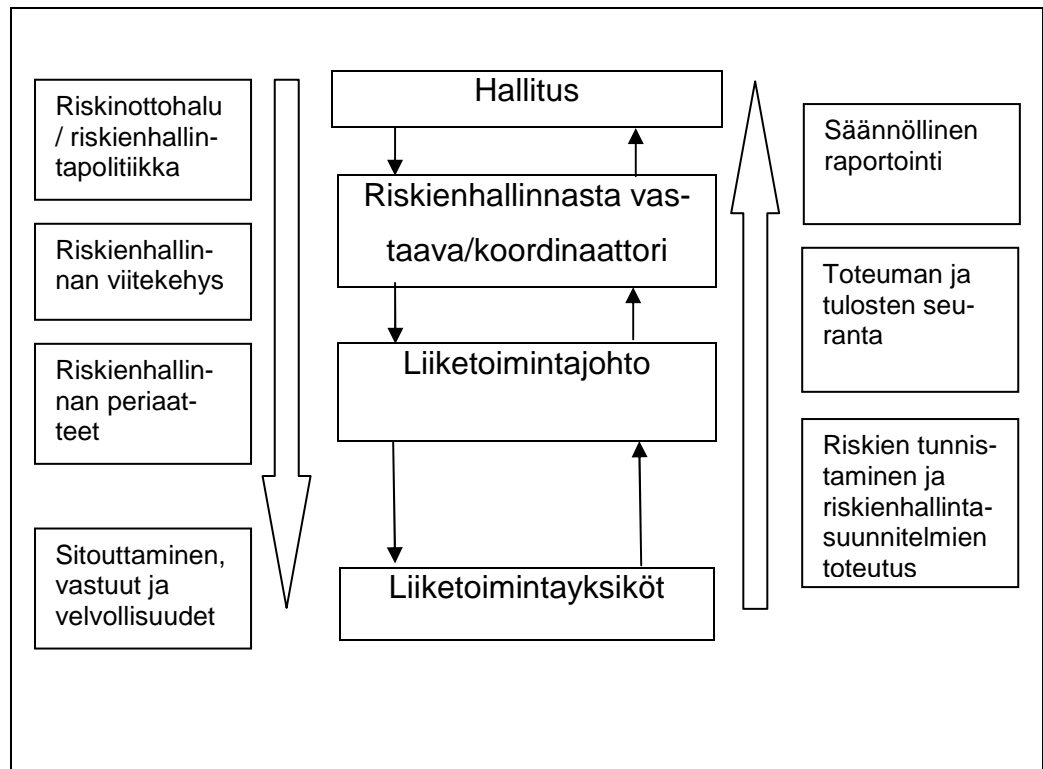 Riskinottohalu
/ riskienhallin-
tapolitiikka
Riskienhallin-
nan viitekehys
Riskienhallin-
nan periaat-
teet
Sitouttaminen,
vastuut ja
velvollisuudet
Hallitus
Riskienhallinnasta vas-
taava/koordinaattori
Liiketoimintajohto
Liiketoimintayksiköt
Säännöllinen
raportointi
Toteuman ja
tulosten seu-
ranta
Riskien tunnis-
taminen ja
riskienhallinta-
suunnitelmien
toteutus